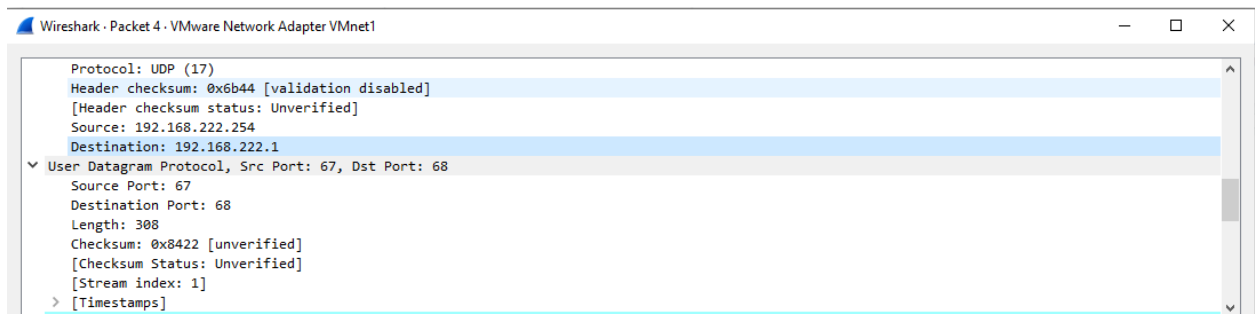 Wireshark · Packet 4 · VMware Network Adapter VMnet1
Protocol: UDP (17)
Header checksum: 0x6b44 [validation disabled]
[Header checksum status: Unverified]
Source: 192.168.222.254
Destination: 192.168.222.1
User Datagram Protocol, Src Port: 67, Dst Port: 68
Source Port: 67
Destination Port: 68
Length: 308
Checksum: 0x8422 [unverified]
[Checksum Status: Unverified]
[Stream index: 1]
[Timestamps]